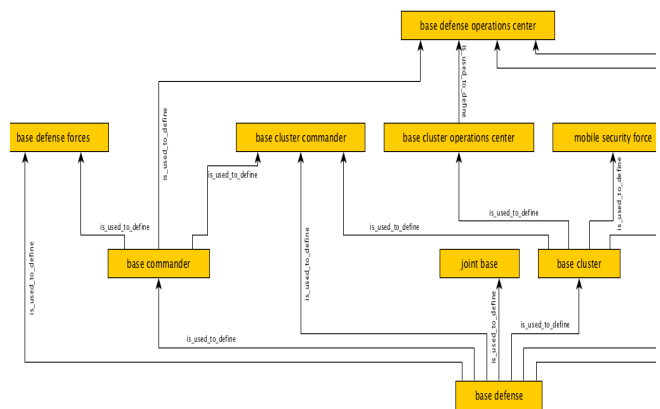 base defense operations center
is_used_to_define
is_used_to_define
base defense forces
base cluster commander
base cluster operations center
mobile security force
is_used_to_define
is_used_to_define
is_used_to_define
is_used_to_define
is_used_to_define
is_used_to_define
base commander
joint base
base cluster
is_used_to_define
is_used_to_define
is_used_to_define
is_used_to_define
is_used_to_define
base defense